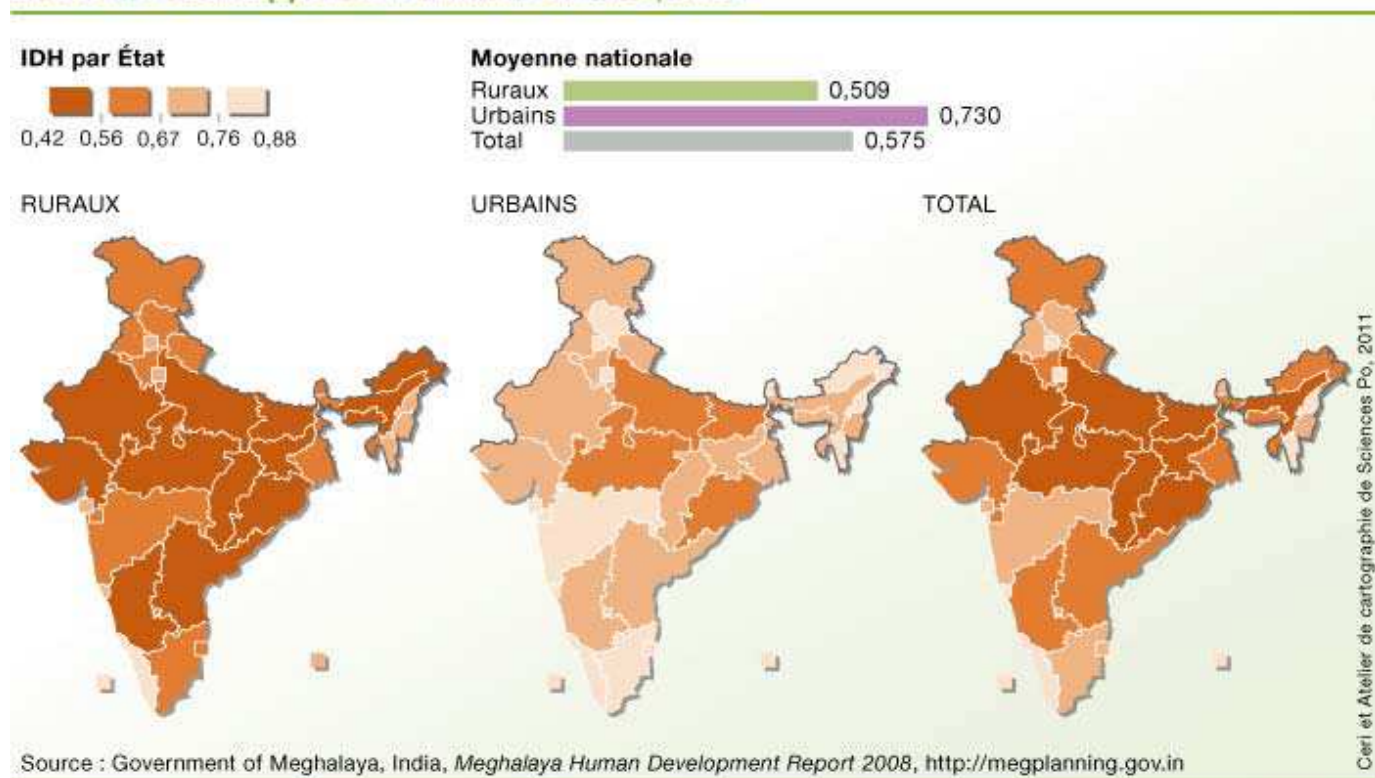 IDH par État
0,42 0,56 0,67 0,76 0,88
Moyenne nationale
Ruraux 0,509
Urbains 0,730
Total 0,575
RURAUX
URBAINS
TOTAL
Source : Government of Meghalaya, India, Meghalaya Human Development Report 2008, http://megplanning.gov.in
Ceri et Atelier de cartographie de Sciences Po, 2011